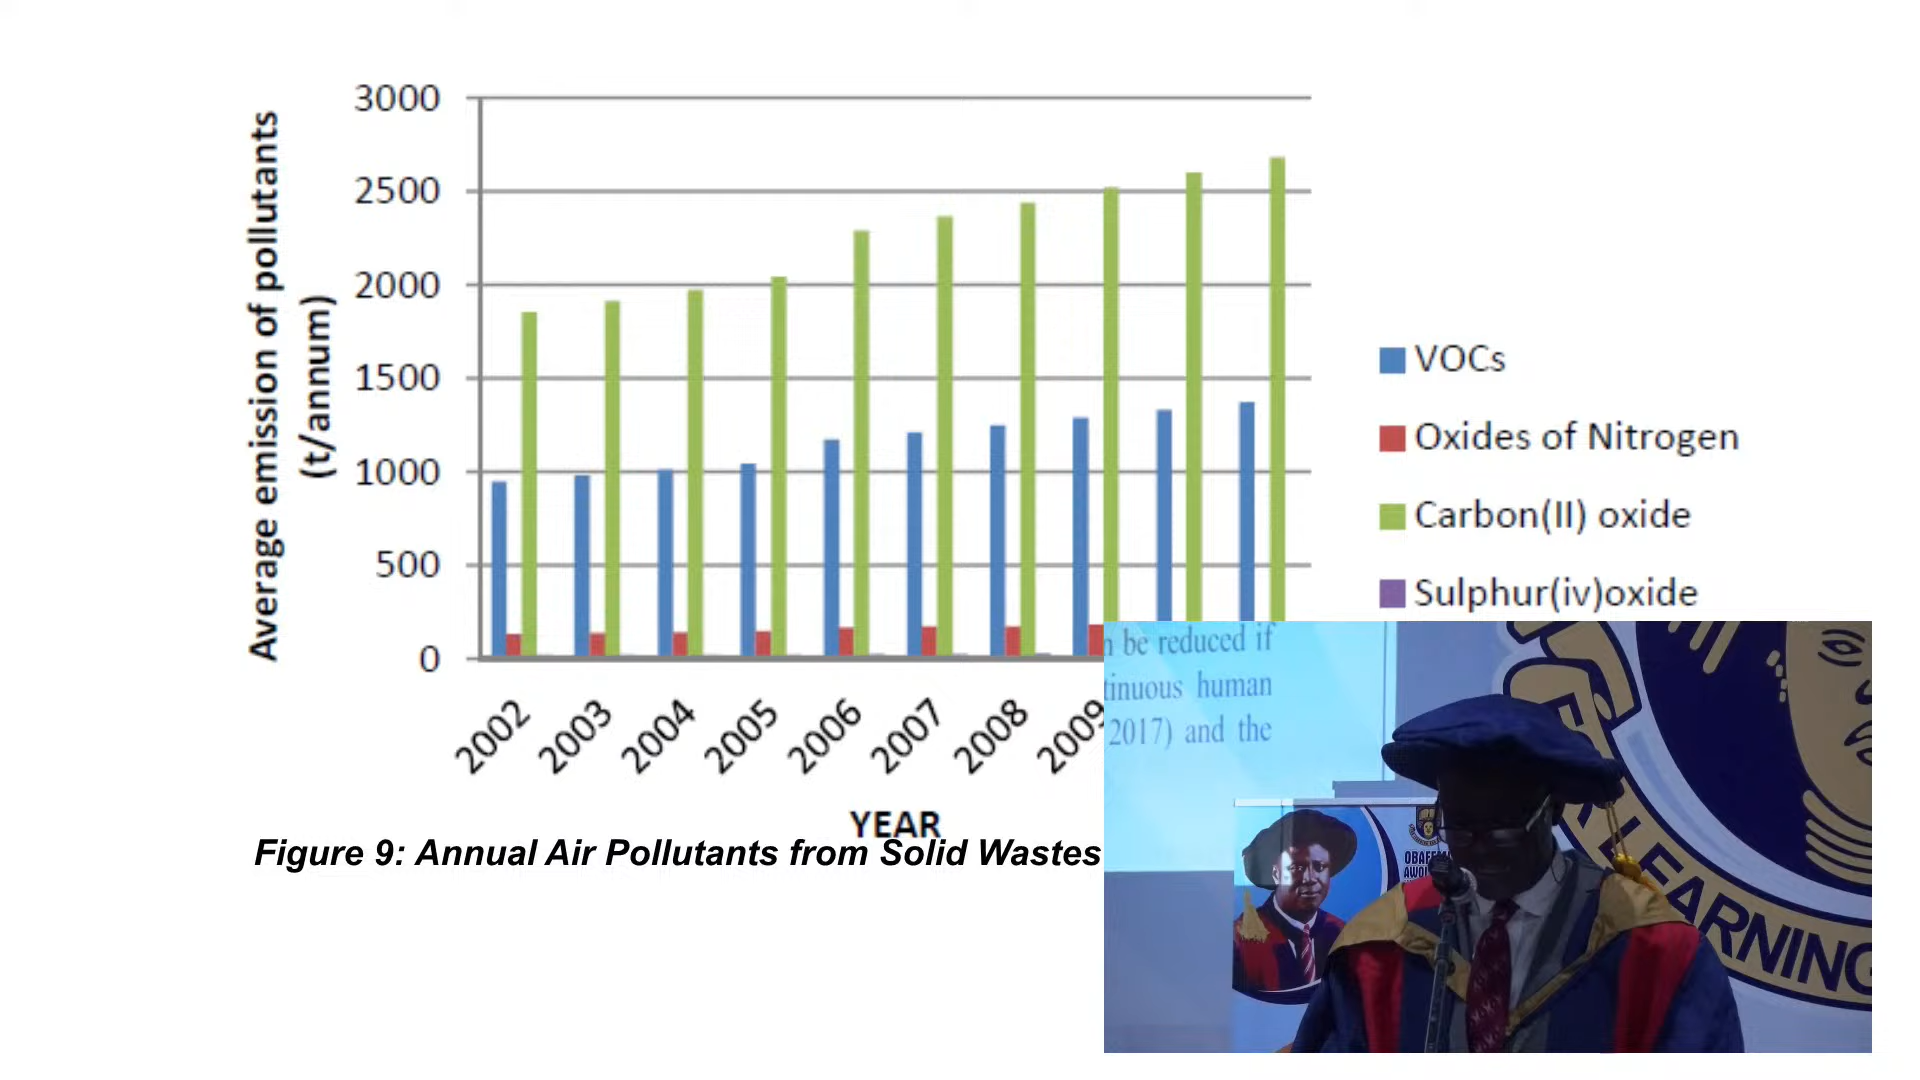 3000
2500
2000
1500
1000
500
0
Average emission of pollutants
(t/annum)
2002
2003
2004
2005
2006
2007
2008
2009
YEAR
VOCs
Oxides of Nitrogen
Carbon(II) oxide
Sulphur(iv)oxide
Figure 9: Annual Air Pollutants from Solid Wastes
be reduced if
tinuous human
2017) and the
LEARNING